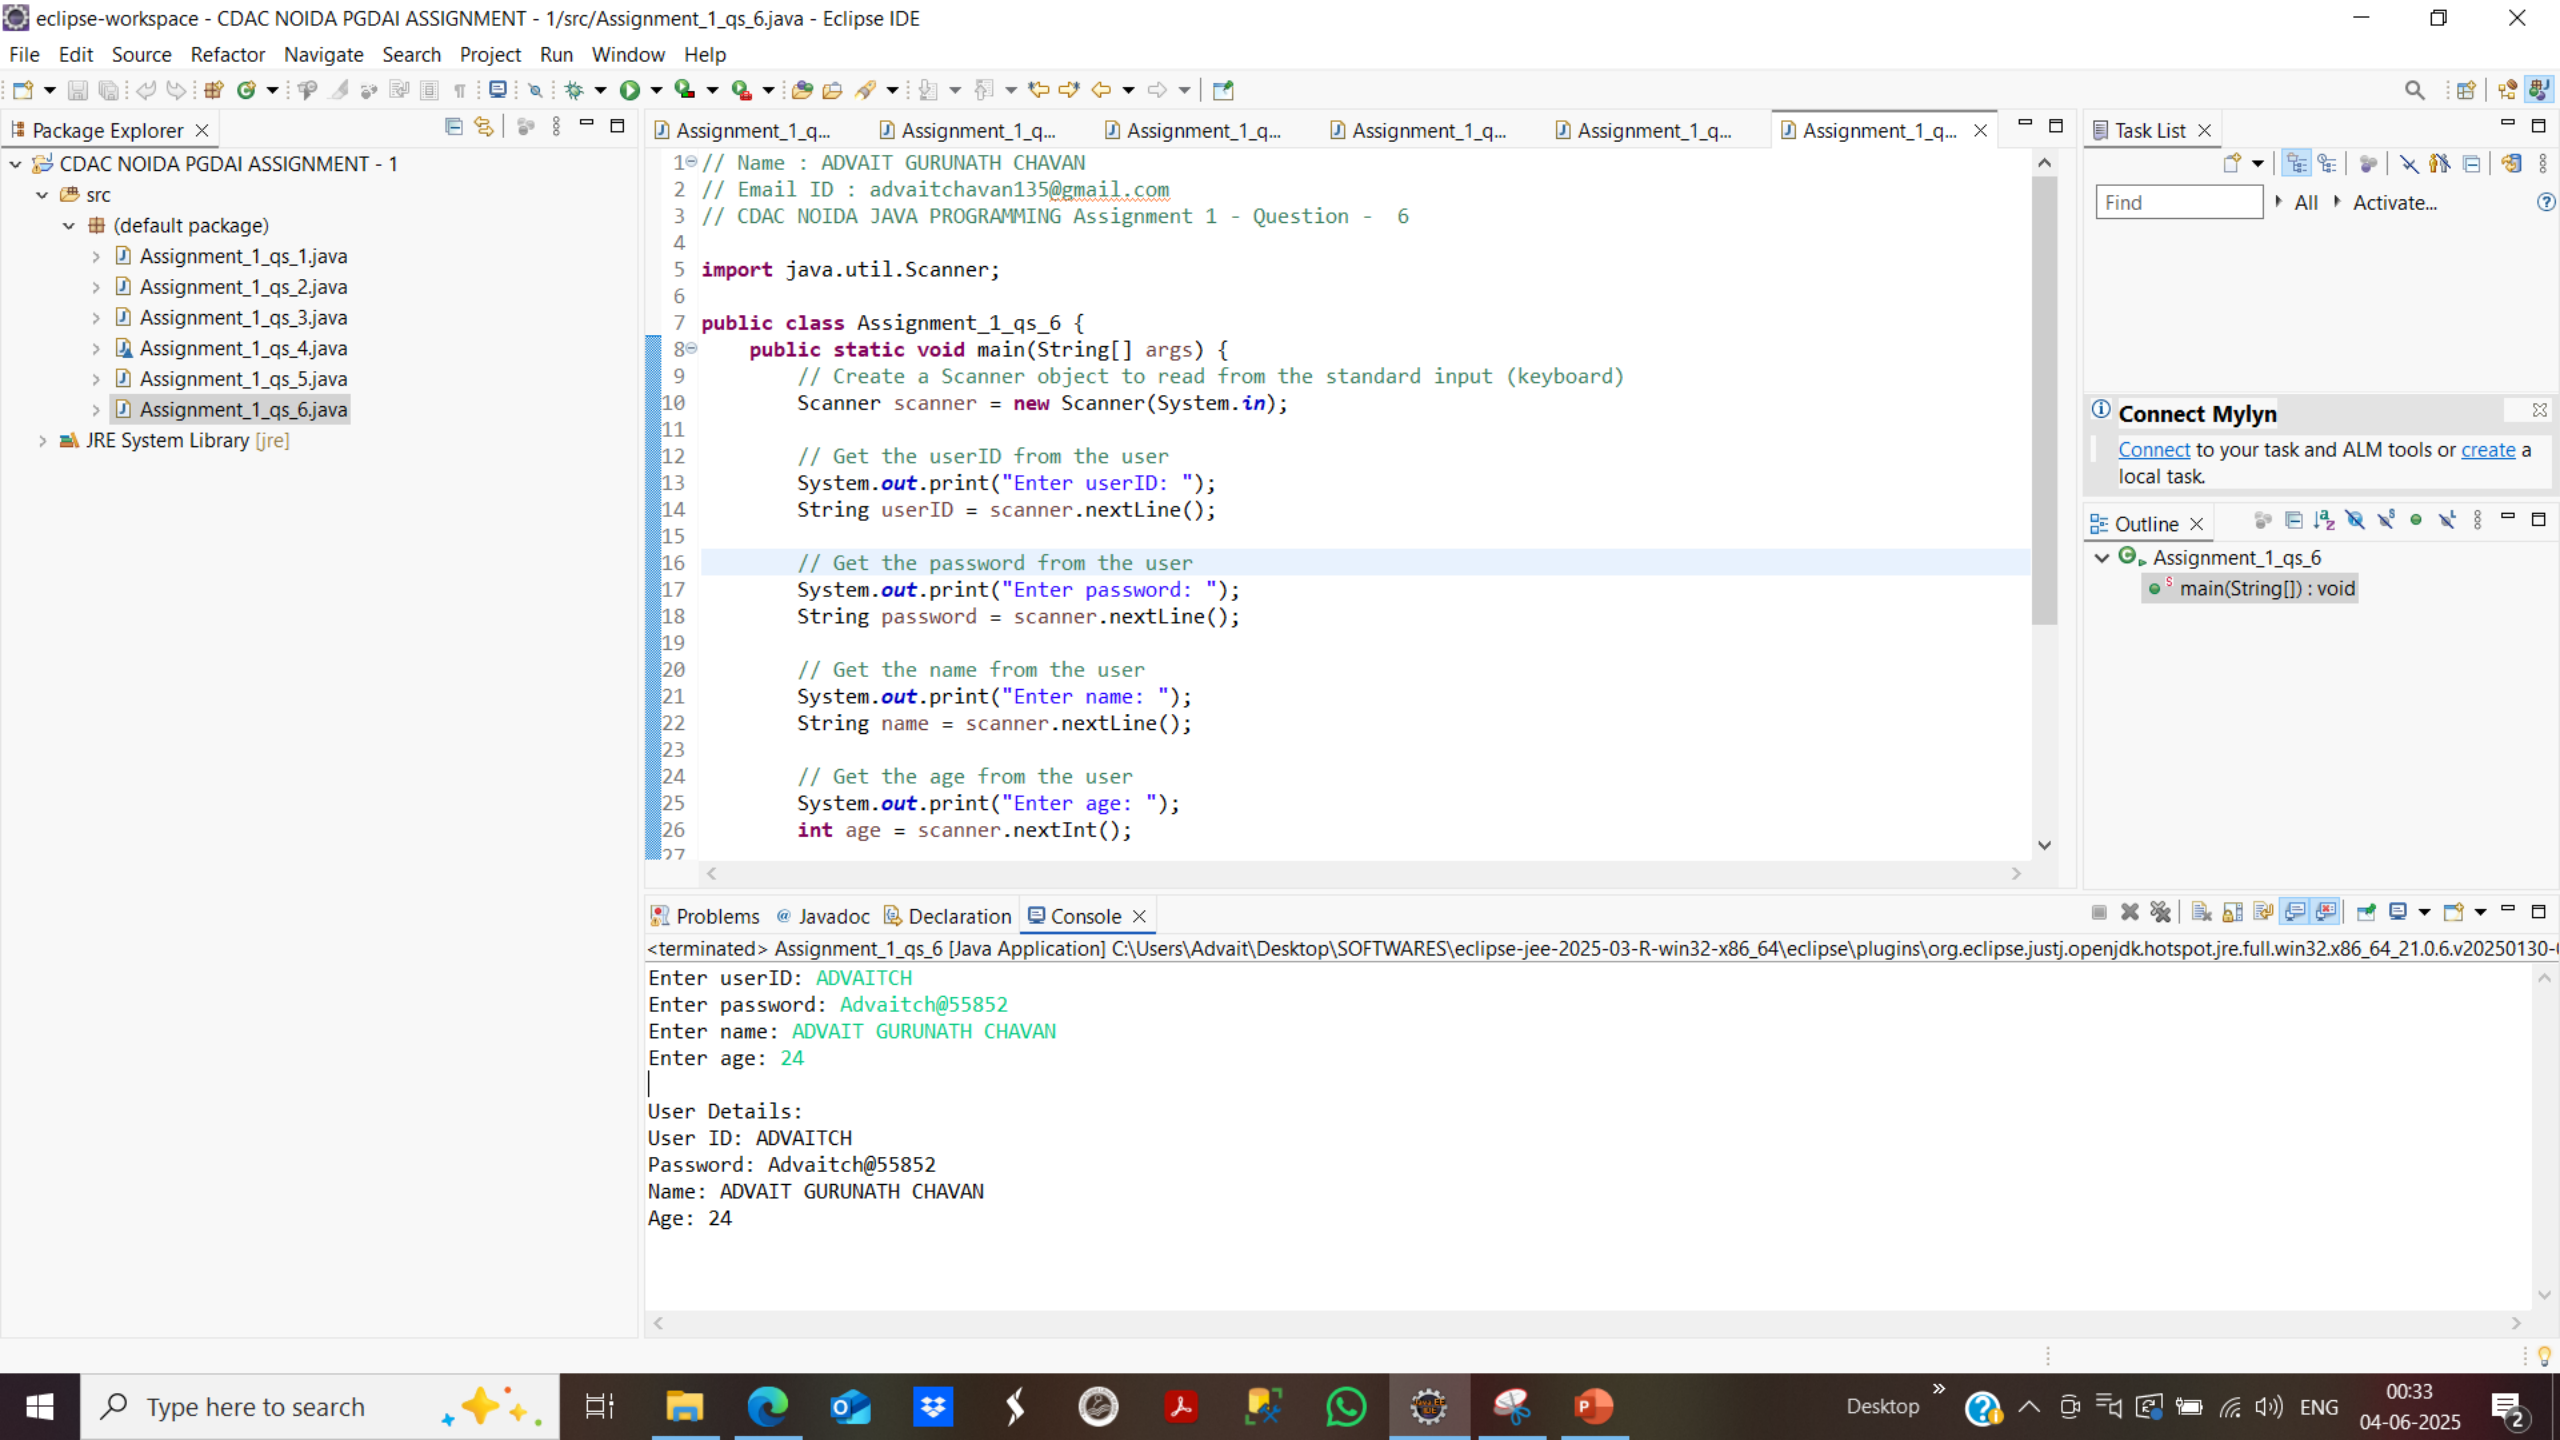 eclipse-workspace - CDAC NOIDA PGDAI ASSIGNMENT - 1/src/Assignment_1_qs_6.java - Eclipse IDE
File Edit Source Refactor Navigate Search Project Run Window Help
Package Explorer
CDAC NOIDA PGDAI ASSIGNMENT - 1
src
(default package)
Assignment_1_qs_1.java
Assignment_1_qs_2.java
Assignment_1_qs_3.java
Assignment_1_qs_4.java
Assignment_1_qs_5.java
Assignment_1_qs_6.java
JRE System Library [jre]
Assignment_1_q... Assignment_1_q... Assignment_1_q... Assignment_1_q... Assignment_1_q... Assignment_1_q...
1 // Name : ADVAIT GURUNATH CHAVAN
2 // Email ID : advaitchavan135@gmail.com
3 // CDAC NOIDA JAVA PROGRAMMING Assignment 1 - Question -  6
4
5 import java.util.Scanner;
6
7 public class Assignment_1_qs_6 {
8     public static void main(String[] args) {
9         // Create a Scanner object to read from the standard input (keyboard)
10         Scanner scanner = new Scanner(System.in);
11
12         // Get the userID from the user
13         System.out.print("Enter userID: ");
14         String userID = scanner.nextLine();
15
16         // Get the password from the user
17         System.out.print("Enter password: ");
18         String password = scanner.nextLine();
19
20         // Get the name from the user
21         System.out.print("Enter name: ");
22         String name = scanner.nextLine();
23
24         // Get the age from the user
25         System.out.print("Enter age: ");
26         int age = scanner.nextInt();
27
Task List
Find All Activate...
Connect Mylyn
Connect to your task and ALM tools or create a
local task.
Outline
Assignment_1_qs_6
main(String[]) : void
Problems Javadoc Declaration Console
<terminated> Assignment_1_qs_6 [Java Application] C:\Users\Advait\Desktop\SOFTWARES\eclipse-jee-2025-03-R-win32-x86_64\eclipse\plugins\org.eclipse.justj.openjdk.hotspot.jre.full.win32.x86_64_21.0.6.v20250130-
Enter userID: ADVAITCH
Enter password: Advaitch@55852
Enter name: ADVAIT GURUNATH CHAVAN
Enter age: 24
User Details:
User ID: ADVAITCH
Password: Advaitch@55852
Name: ADVAIT GURUNATH CHAVAN
Age: 24
Type here to search
Desktop
ENG
00:33
04-06-2025
2